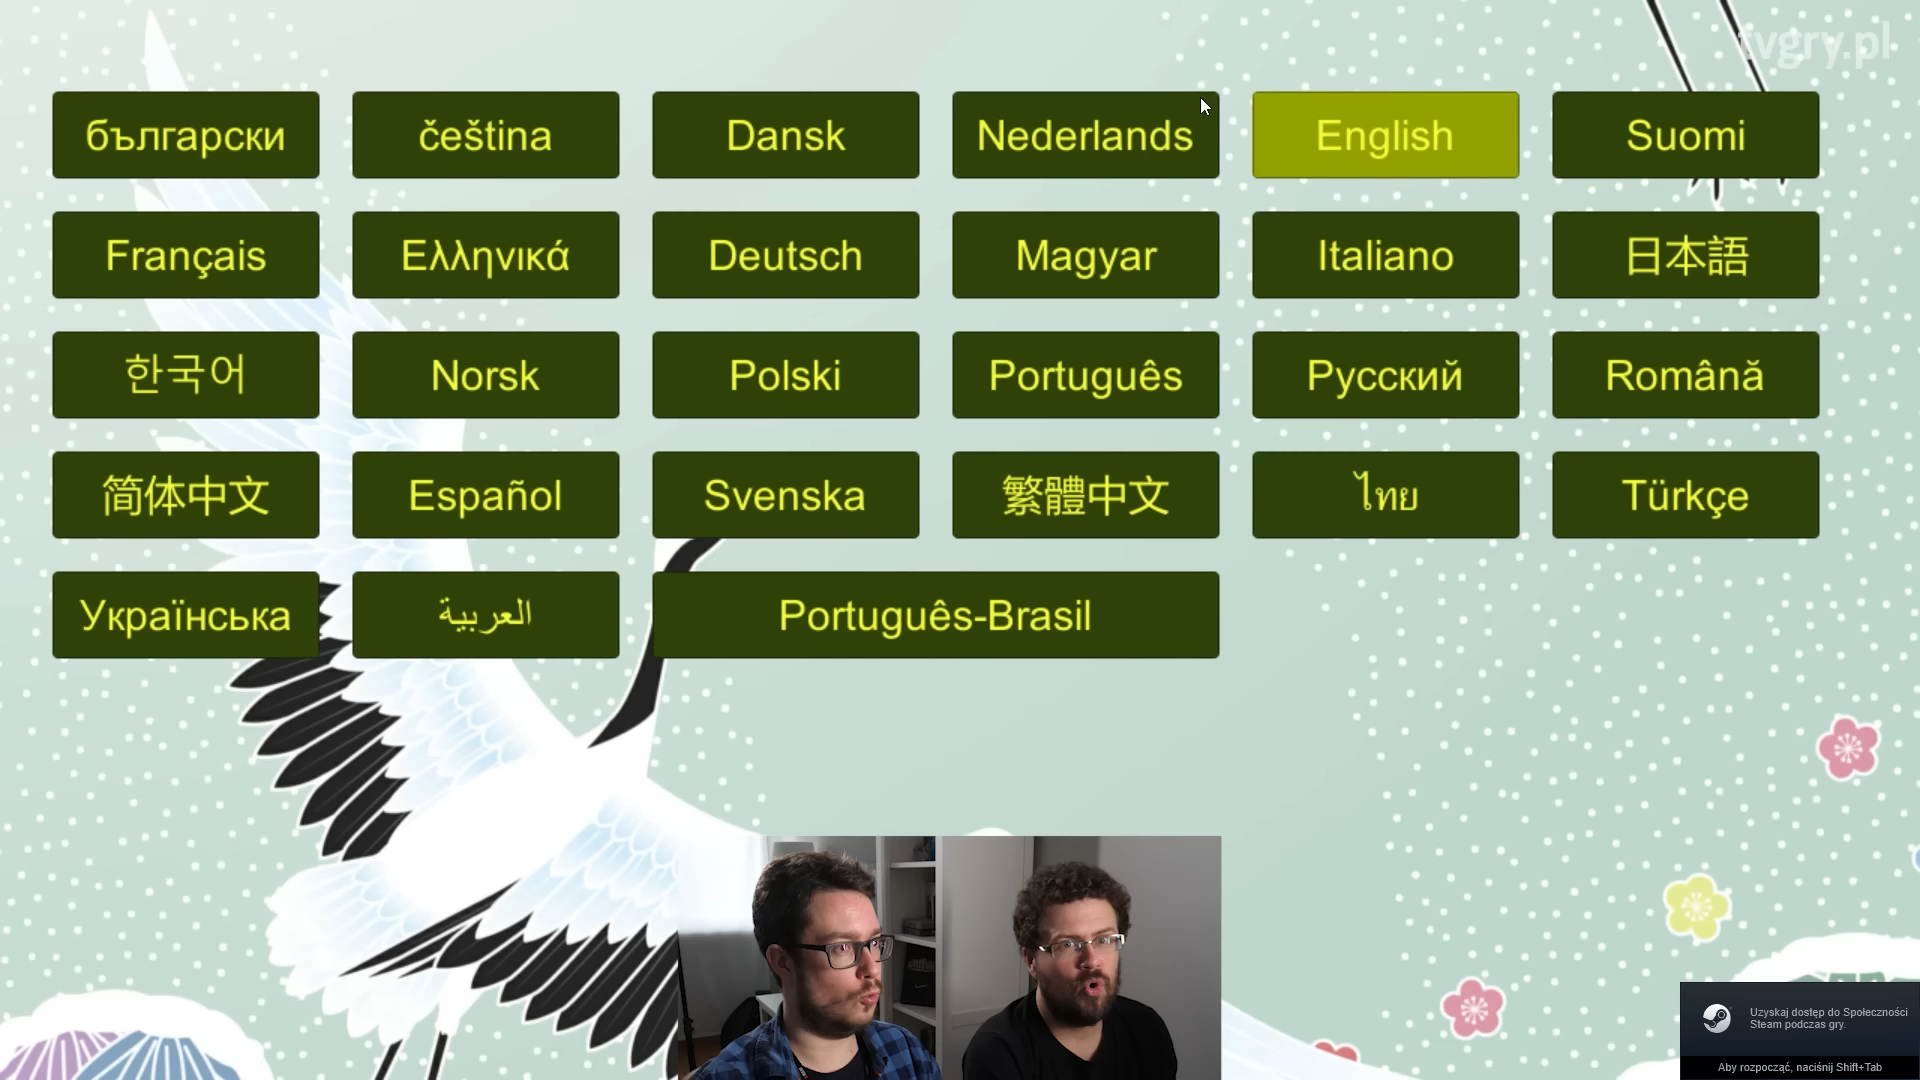 tvgry.pl
български
čeština
Dansk
Nederlands
English
Suomi
Français
Ελληνικά
Deutsch
Magyar
Italiano
日本語
한국어
Norsk
Polski
Português
Русский
Română
简体中文
Español
Svenska
繁體中文
ไทย
Türkçe
Українська
العربية
Português-Brasil
Uzyskaj dostęp do Społeczności
Steam podczas gry.
Aby rozpocząć, naciśnij Shift+Tab